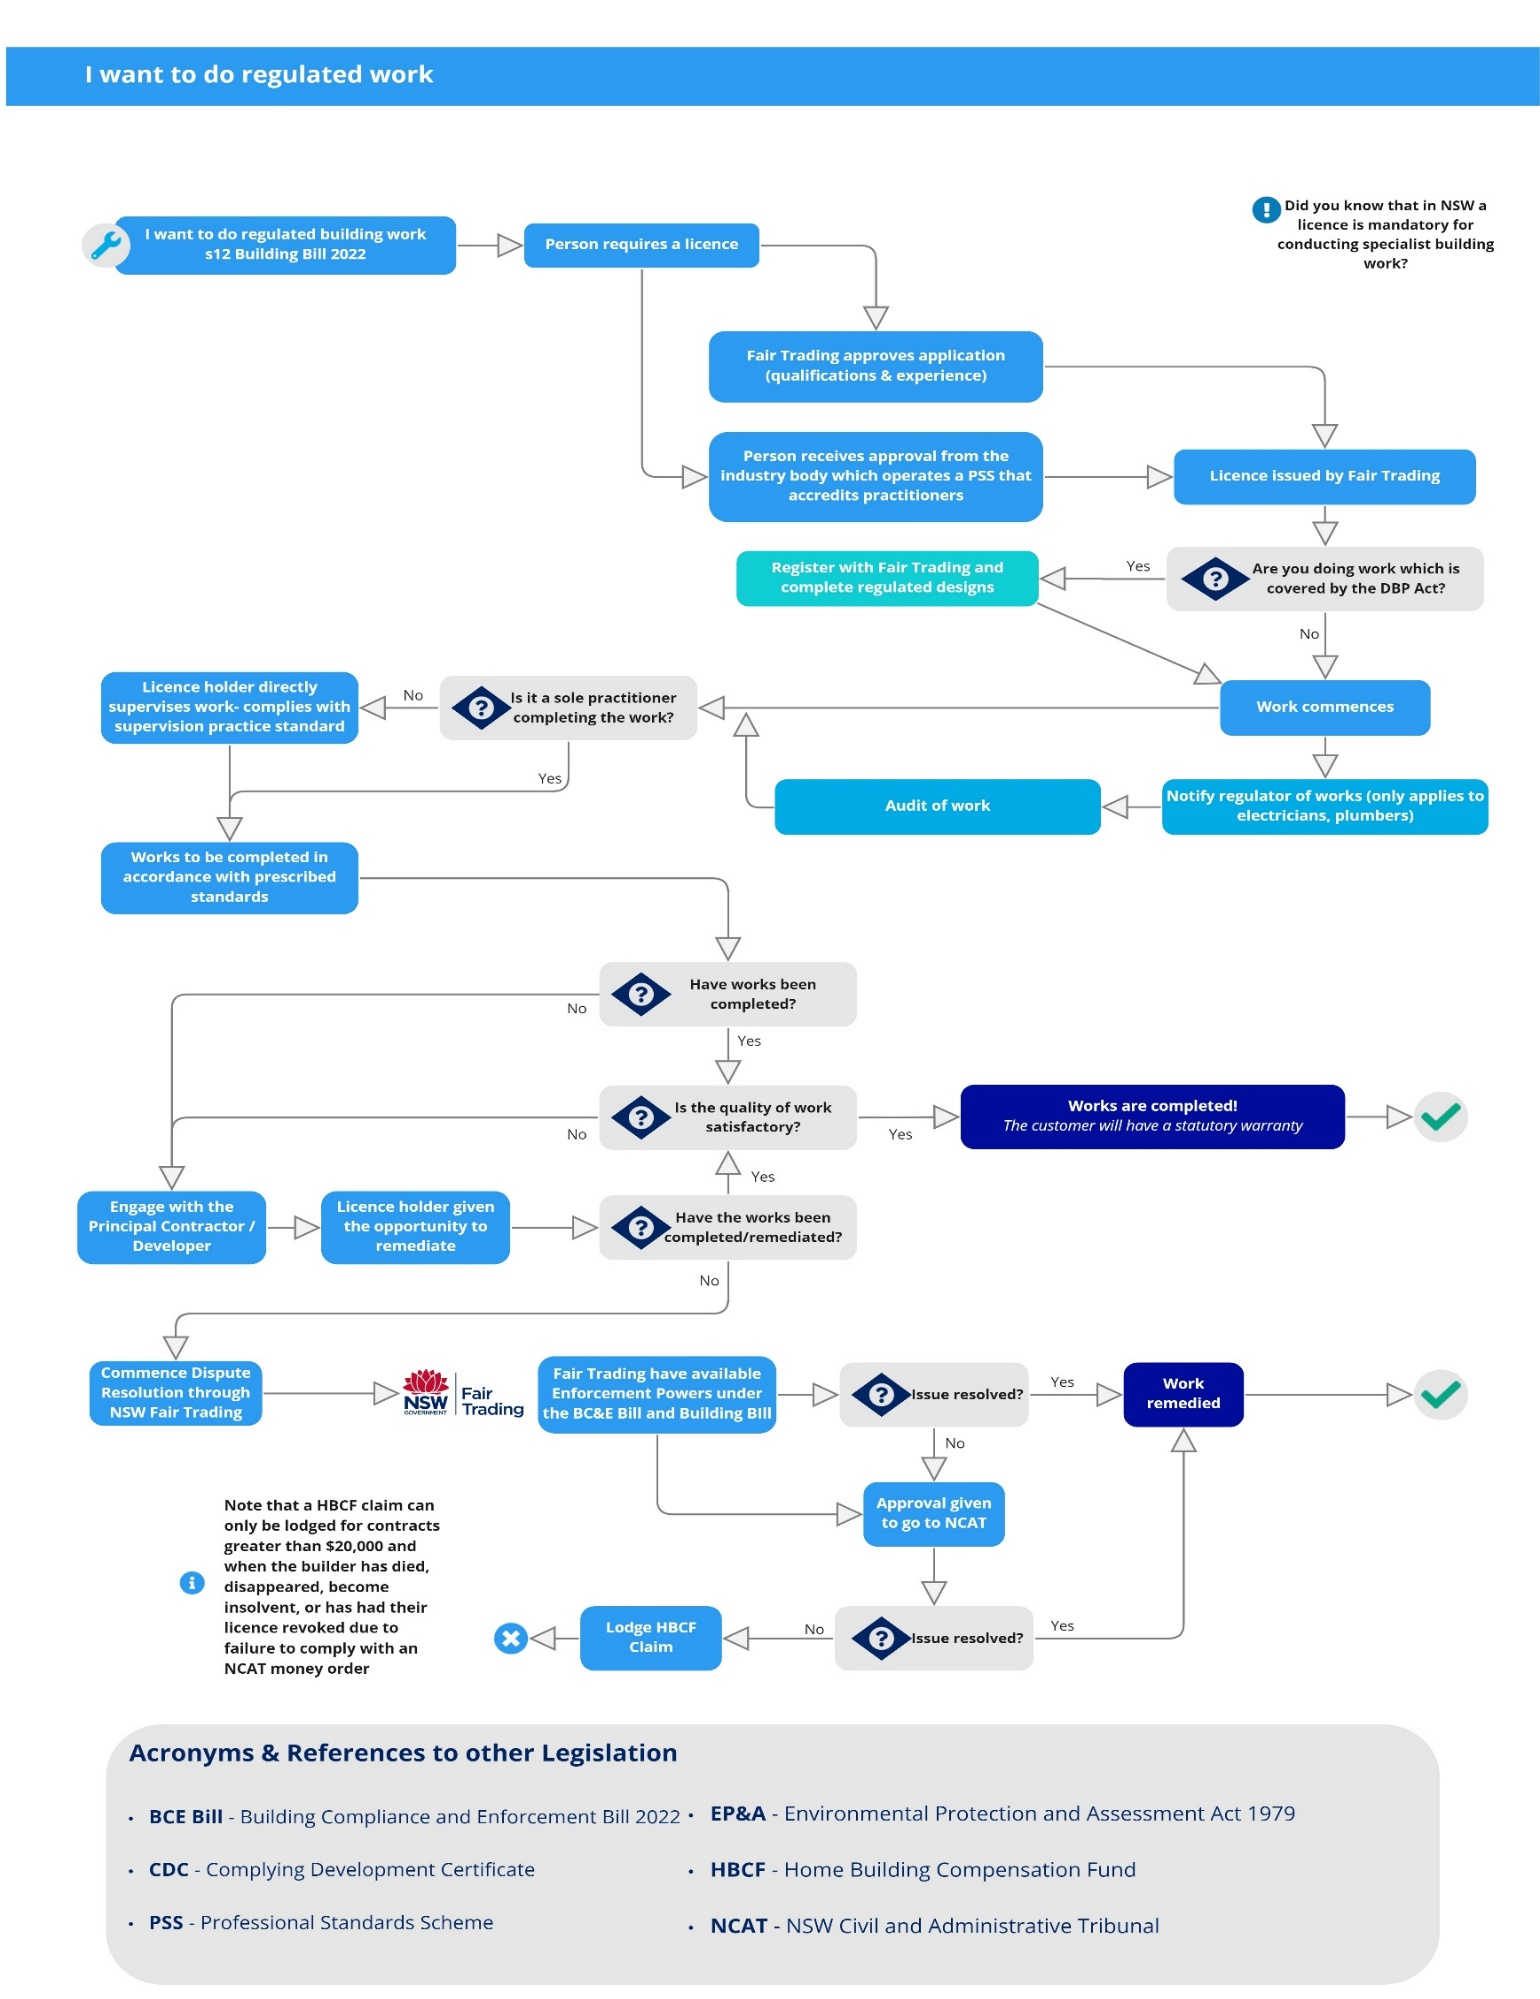 I want to do regulated work
Did you know that in NSW a
licence is mandatory for
conducting specialist building
work?
I want to do regulated building work
s12 Building Bill 2022
Person requires a licence
Fair Trading approves application
(qualifications & experience)
Person receives approval from the
industry body which operates a PSS that
accredits practitioners
Licence issued by Fair Trading
Are you doing work which is
covered by the DBP Act?
Yes
Register with Fair Trading and
complete regulated designs
No
Work commences
Is it a sole practitioner
completing the work?
No
Licence holder directly
supervises work- complies with
supervision practice standard
Yes
Notify regulator of works (only applies to
electricians, plumbers)
Audit of work
Works to be completed in
accordance with prescribed
standards
Have works been
completed?
No
Yes
Is the quality of work
satisfactory?
No
Yes
Works are completed!
The customer will have a statutory warranty
Yes
Engage with the
Principal Contractor /
Developer
Licence holder given
the opportunity to
remediate
Have the works been
completed/remediated?
No
Commence Dispute
Resolution through
NSW Fair Trading
NSW
GOVERNMENT
Fair
Trading
Fair Trading have available
Enforcement Powers under
the BC&E Bill and Building BIll
Issue resolved?
Yes
Work
remedied
No
Approval given
to go to NCAT
Issue resolved?
Yes
No
Lodge HBCF
Claim
Note that a HBCF claim can
only be lodged for contracts
greater than $20,000 and
when the builder has died,
disappeared, become
insolvent, or has had their
licence revoked due to
failure to comply with an
NCAT money order
Acronyms & References to other Legislation
• BCE Bill - Building Compliance and Enforcement Bill 2022
• CDC - Complying Development Certificate
• PSS - Professional Standards Scheme
• EP&A - Environmental Protection and Assessment Act 1979
• HBCF - Home Building Compensation Fund
• NCAT - NSW Civil and Administrative Tribunal